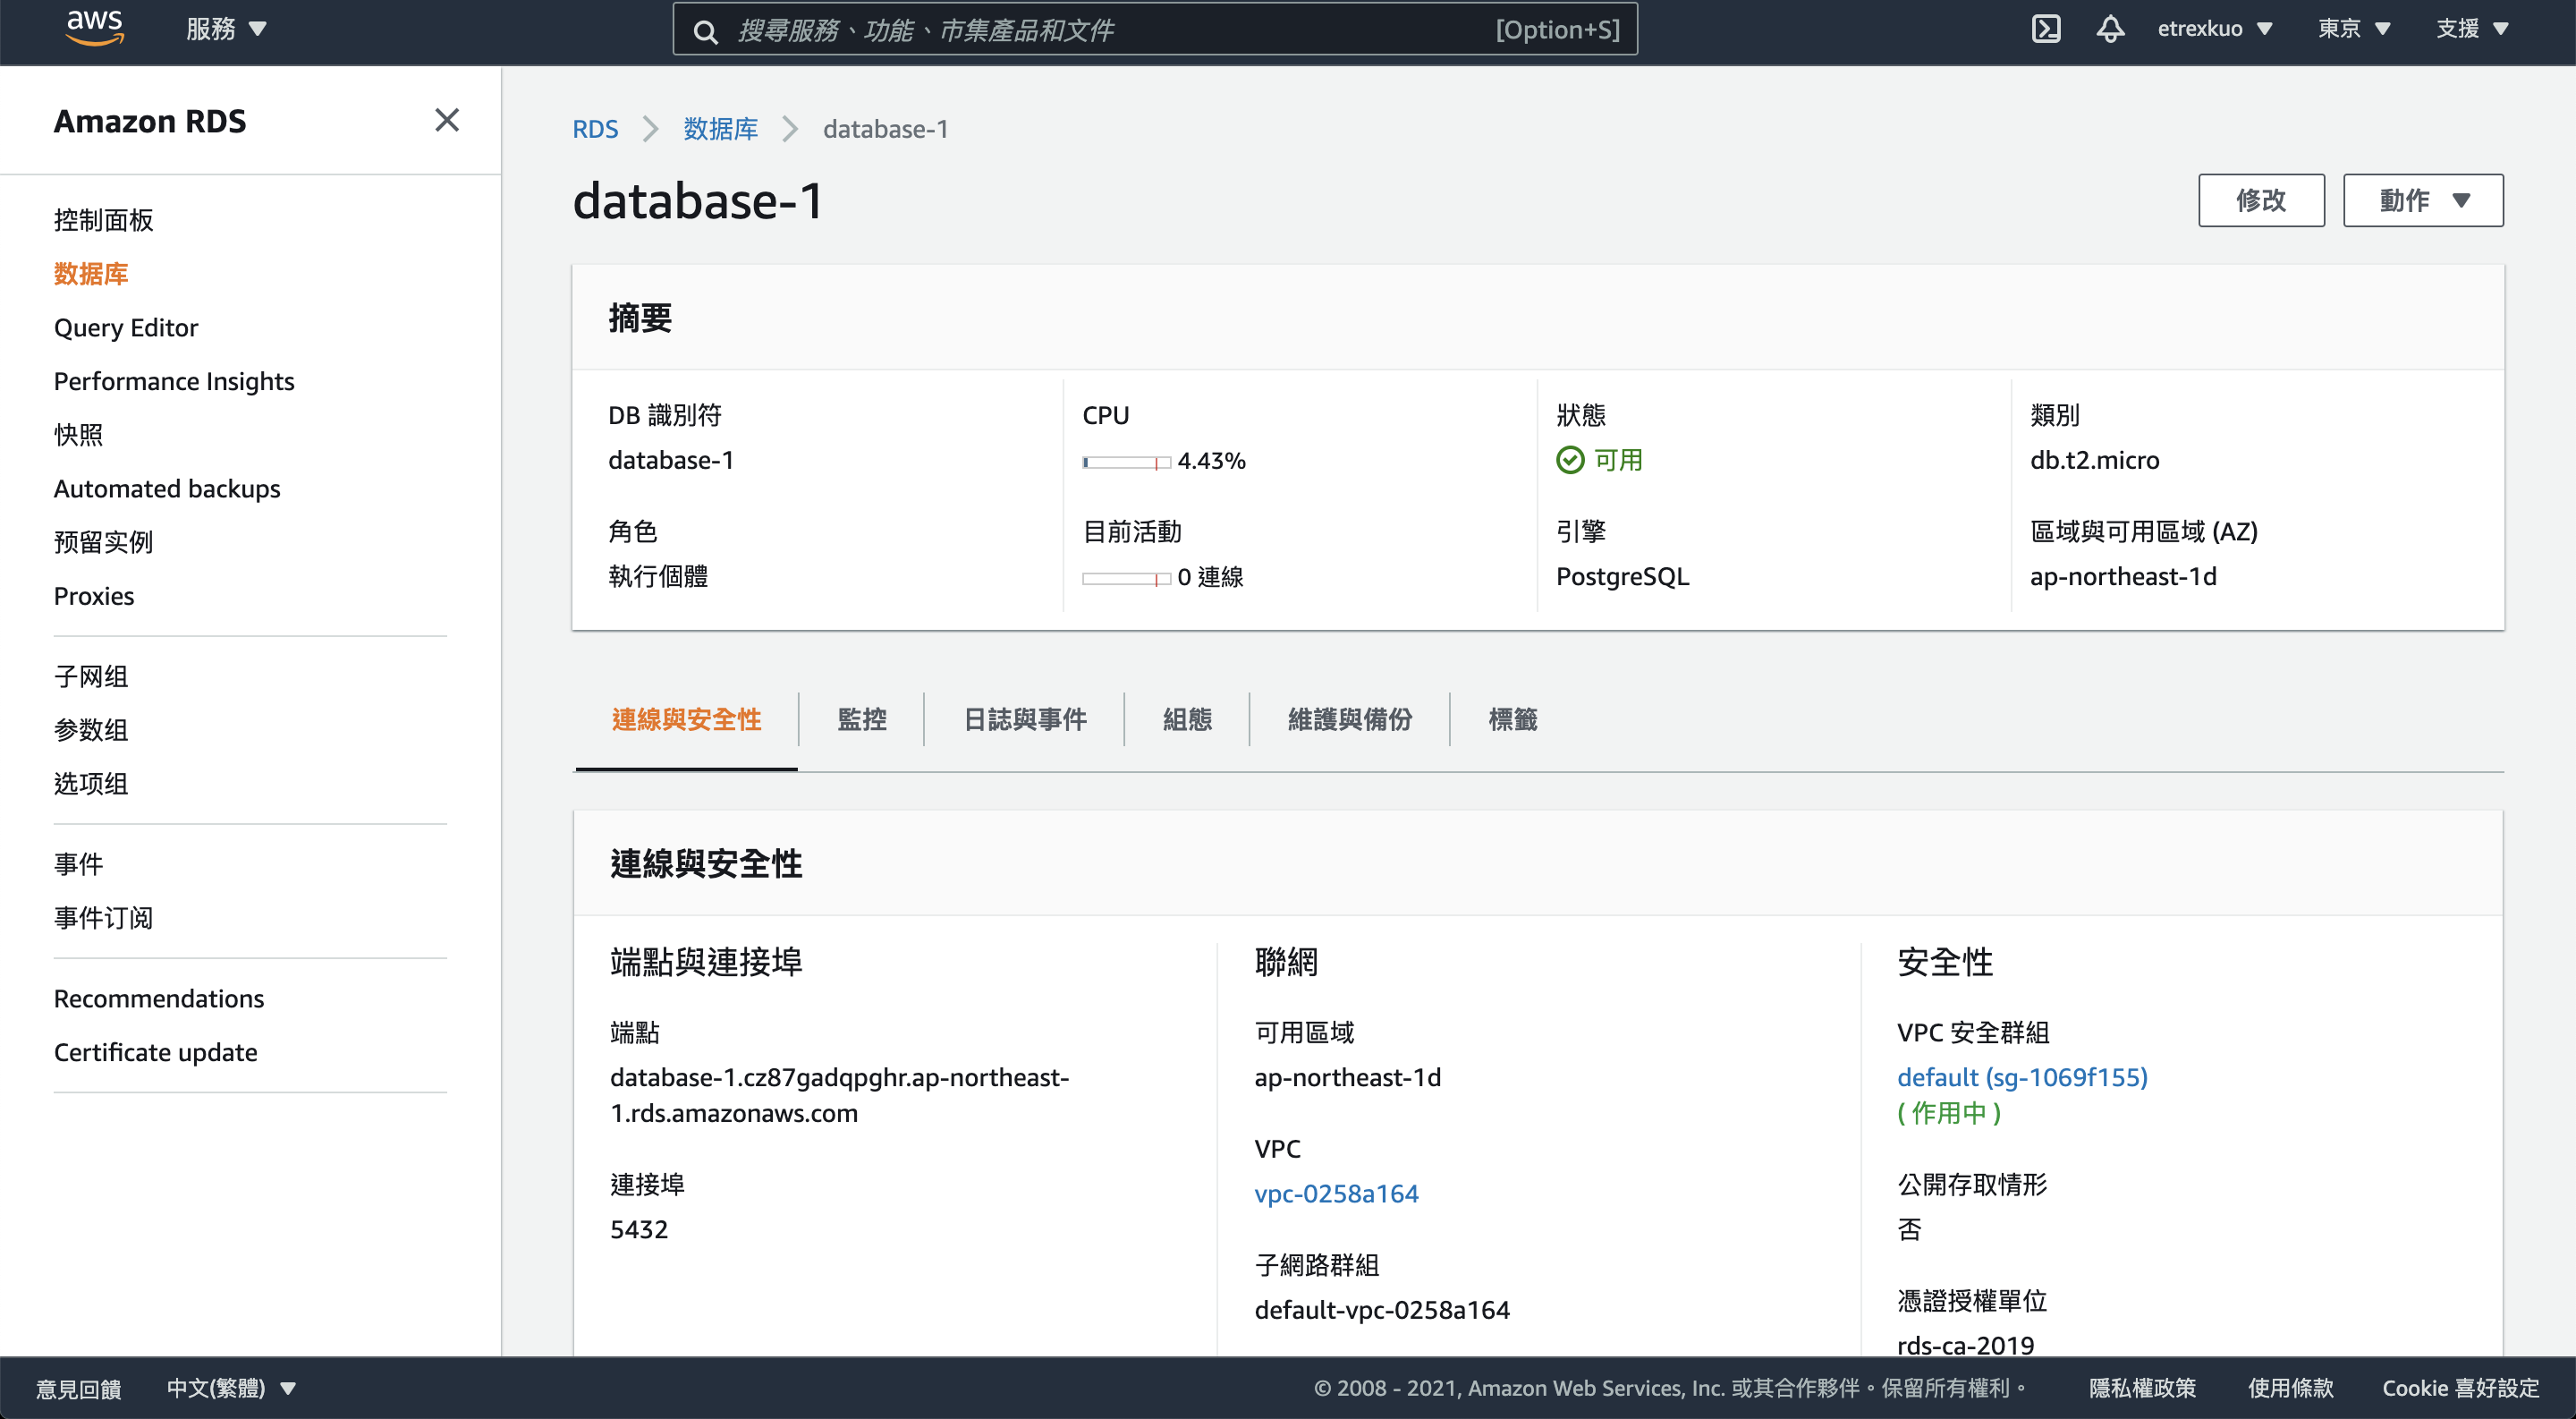 aws
服務
搜尋服務、功能、市集產品和文件 [Option+S]
etrexkuo
東京
支援
Amazon RDS
控制面板
数据库
Query Editor
Performance Insights
快照
Automated backups
预留实例
Proxies
子网组
参数组
选项组
事件
事件订阅
Recommendations
Certificate update
RDS
数据库
database-1
database-1
修改
動作
摘要
DB 識別符
database-1
CPU
4.43%
狀態
可用
類別
db.t2.micro
角色
執行個體
目前活動
0 連線
引擎
PostgreSQL
區域與可用區域 (AZ)
ap-northeast-1d
連線與安全性
監控
日誌與事件
組態
維護與備份
標籤
連線與安全性
端點與連接埠
端點
database-1.cz87gadqpghr.ap-northeast-
1.rds.amazonaws.com
連接埠
5432
聯網
可用區域
ap-northeast-1d
VPC
vpc-0258a164
子網路群組
default-vpc-0258a164
安全性
VPC 安全群組
default (sg-1069f155)
( 作用中 )
公開存取情形
否
憑證授權單位
rds-ca-2019
意見回饋
中文(繁體)
© 2008 - 2021, Amazon Web Services, Inc. 或其合作夥伴。保留所有權利。
隱私權政策
使用條款
Cookie 喜好設定